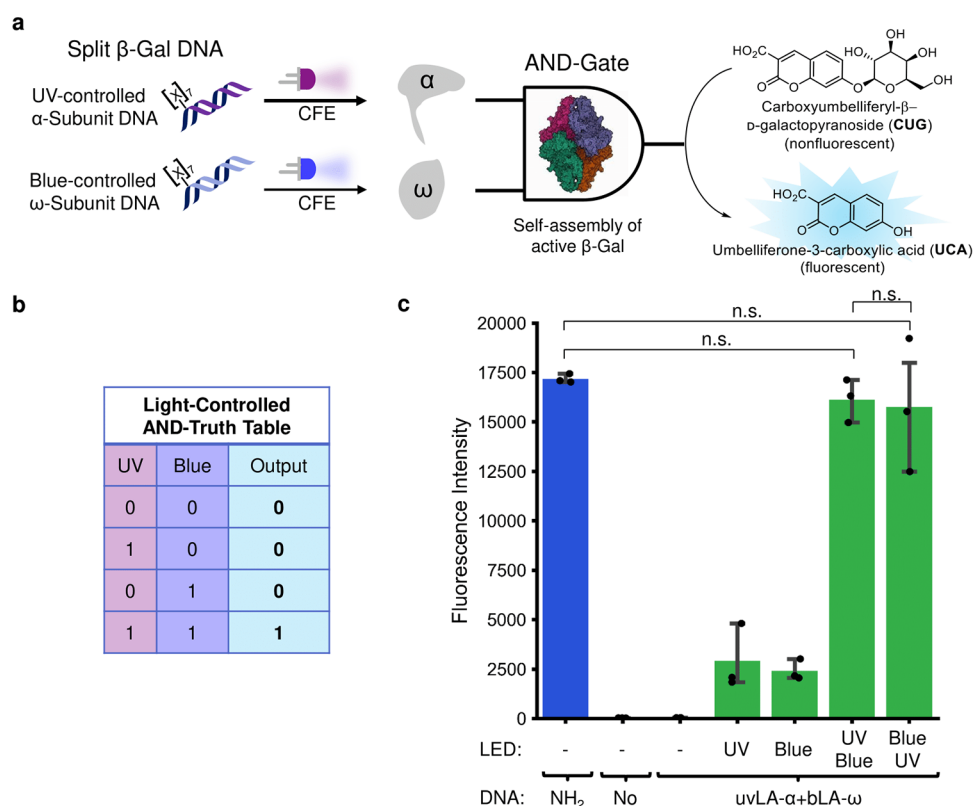 a
Split β-Gal DNA
UV-controlled
α-Subunit DNA
[X]7
CFE
α
Blue-controlled
ω-Subunit DNA
[X]7
CFE
ω
AND-Gate
Self-assembly of
active β-Gal
HO2C
O
O
O
O
OH
OH
OH
OH
Carboxyumbelliferyl-β–
D-galactopyranoside (CUG)
(nonfluorescent)
HO2C
O
O
OH
Umbelliferone-3-carboxylic acid (UCA)
(fluorescent)
b
Light-Controlled
AND-Truth Table
UV Blue Output
0 0 0
1 0 0
0 1 0
1 1 1
c
n.s.
n.s.
n.s.
Fluorescence Intensity
20000
17500
15000
12500
10000
7500
5000
2500
0
LED: - - - UV Blue UV Blue Blue UV
DNA: NH2 No uvLA-α+bLA-ω